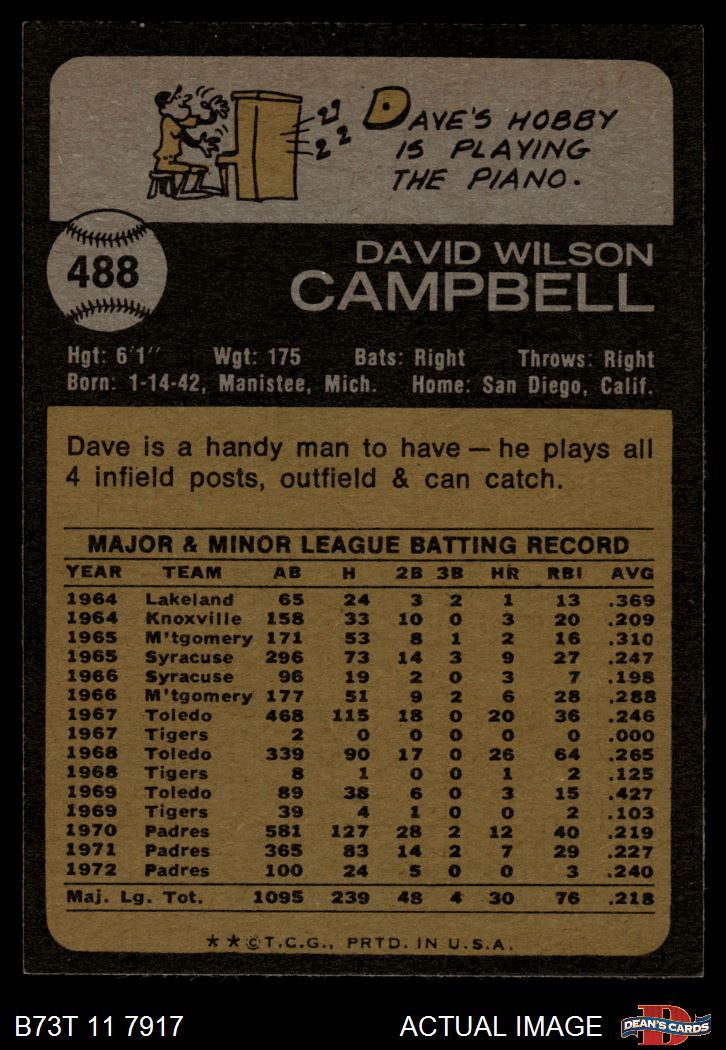 DAVE'S HOBBY
IS PLAYING
THE PIANO.
488
DAVID WILSON
CAMPBELL
Hgt: 6'1" Wgt: 175 Bats: Right Throws: Right
Born: 1-14-42, Manistee, Mich. Home: San Diego, Calif.
Dave is a handy man to have — he plays all
4 infield posts, outfield & can catch.
MAJOR & MINOR LEAGUE BATTING RECORD
YEAR TEAM AB H 2B 3B HR RBI AVG
1964 Lakeland 65 24 3 2 1 13 .369
1964 Knoxville 158 33 10 0 3 20 .209
1965 M'tgomery 171 53 8 1 2 16 .310
1965 Syracuse 296 73 14 3 9 27 .247
1966 Syracuse 96 19 2 0 3 7 .198
1966 M'tgomery 177 51 9 2 6 28 .288
1967 Toledo 468 115 18 0 20 36 .246
1967 Tigers 2 0 0 0 0 0 .000
1968 Toledo 339 90 17 0 26 64 .265
1968 Tigers 8 1 0 0 1 2 .125
1969 Toledo 89 38 6 0 3 15 .427
1969 Tigers 39 4 1 0 0 2 .103
1970 Padres 581 127 28 2 12 40 .219
1971 Padres 365 83 14 2 7 29 .227
1972 Padres 100 24 5 0 0 3 .240
Maj. Lg. Tot. 1095 239 48 4 30 76 .218
**©T.C.G., PRTD. IN U.S.A.
B73T 11 7917 ACTUAL IMAGE
DEAN'S CARDS